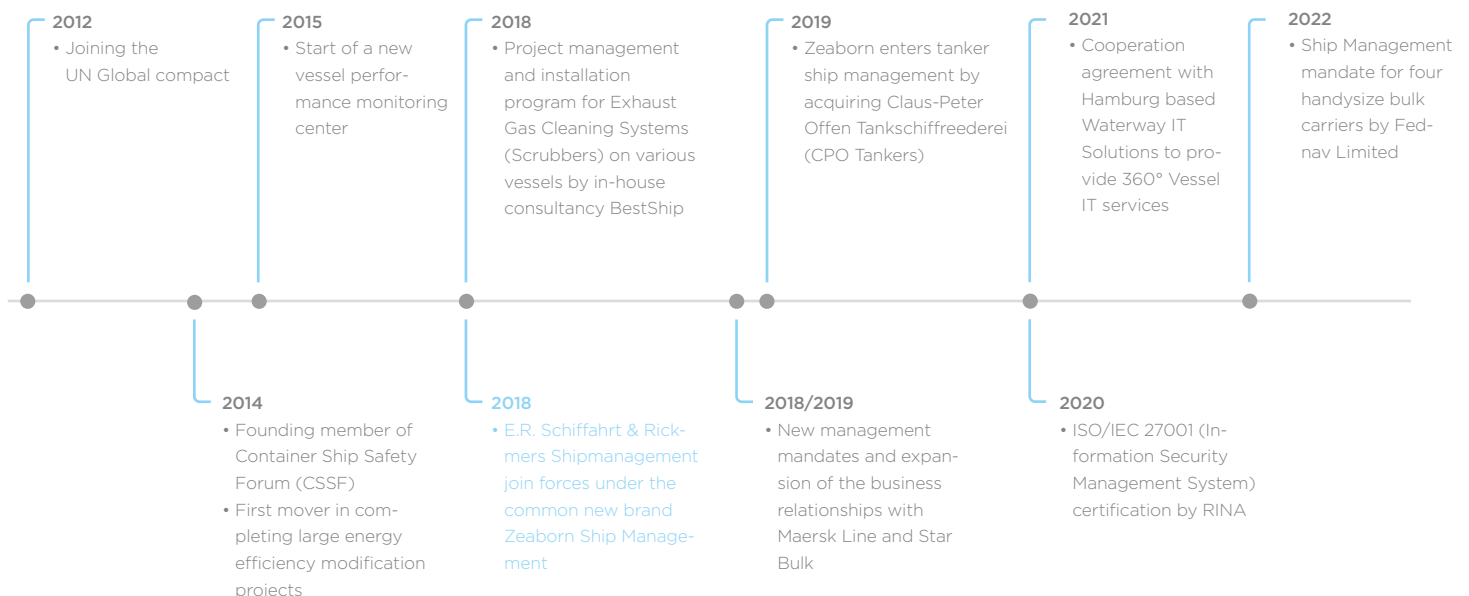 2012
• Joining the
UN Global compact
2015
• Start of a new
vessel perfor-
mance monitoring
center
2018
• Project management
and installation
program for Exhaust
Gas Cleaning Systems
(Scrubbers) on various
vessels by in-house
consultancy BestShip
2019
• Zeaborn enters tanker
ship management by
acquiring Claus-Peter
Offen Tankschiffreederei
(CPO Tankers)
2021
• Cooperation
agreement with
Hamburg based
Waterway IT
Solutions to pro-
vide 360° Vessel
IT services
2022
• Ship Management
mandate for four
handysize bulk
carriers by Fed-
nav Limited
2014
• Founding member of
Container Ship Safety
Forum (CSSF)
• First mover in com-
pleting large energy
efficiency modification
projects
2018
• E.R. Schiffahrt & Rick-
mers Shipmanagement
join forces under the
common new brand
Zeaborn Ship Manage-
ment
2018/2019
• New management
mandates and expan-
sion of the business
relationships with
Maersk Line and Star
Bulk
2020
• ISO/IEC 27001 (In-
formation Security
Management System)
certification by RINA